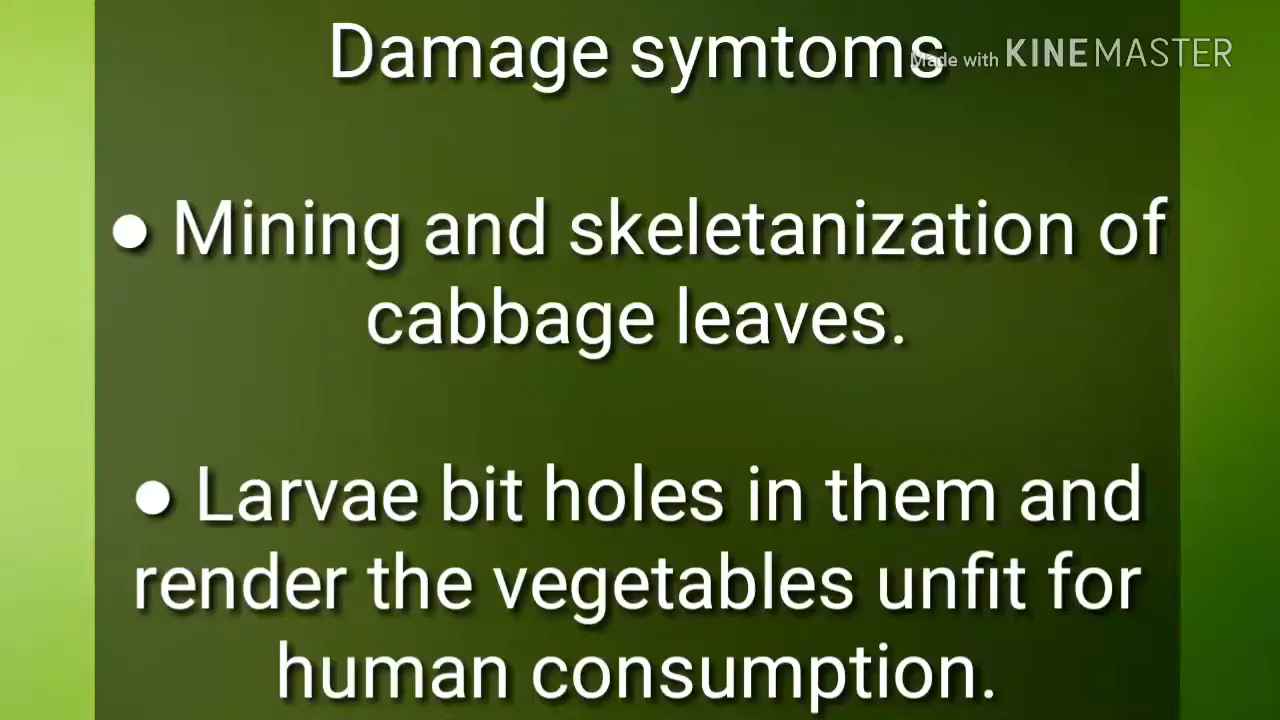 Damage symtoms
Made with KINEMASTER
● Mining and skeletanization of
cabbage leaves.
● Larvae bit holes in them and
render the vegetables unfit for
human consumption.